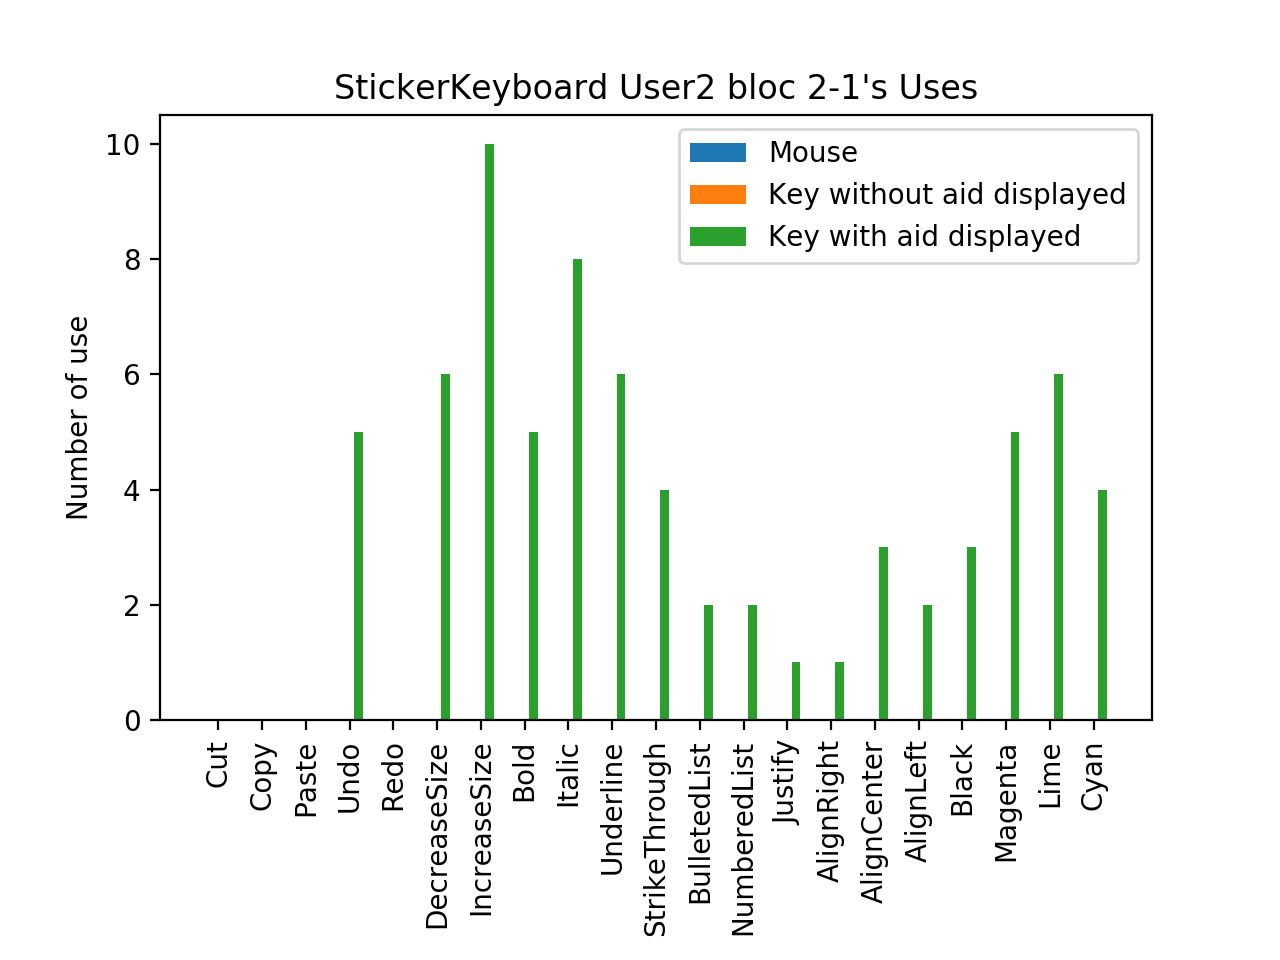 StickerKeyboard User2 bloc 2-1's Uses
Mouse
Key without aid displayed
Key with aid displayed
Number of use
10
8
6
4
2
0
Cut
Copy
Paste
Undo
Redo
DecreaseSize
IncreaseSize
Bold
Italic
Underline
StrikeThrough
BulletedList
NumberedList
Justify
AlignRight
AlignCenter
AlignLeft
Black
Magenta
Lime
Cyan